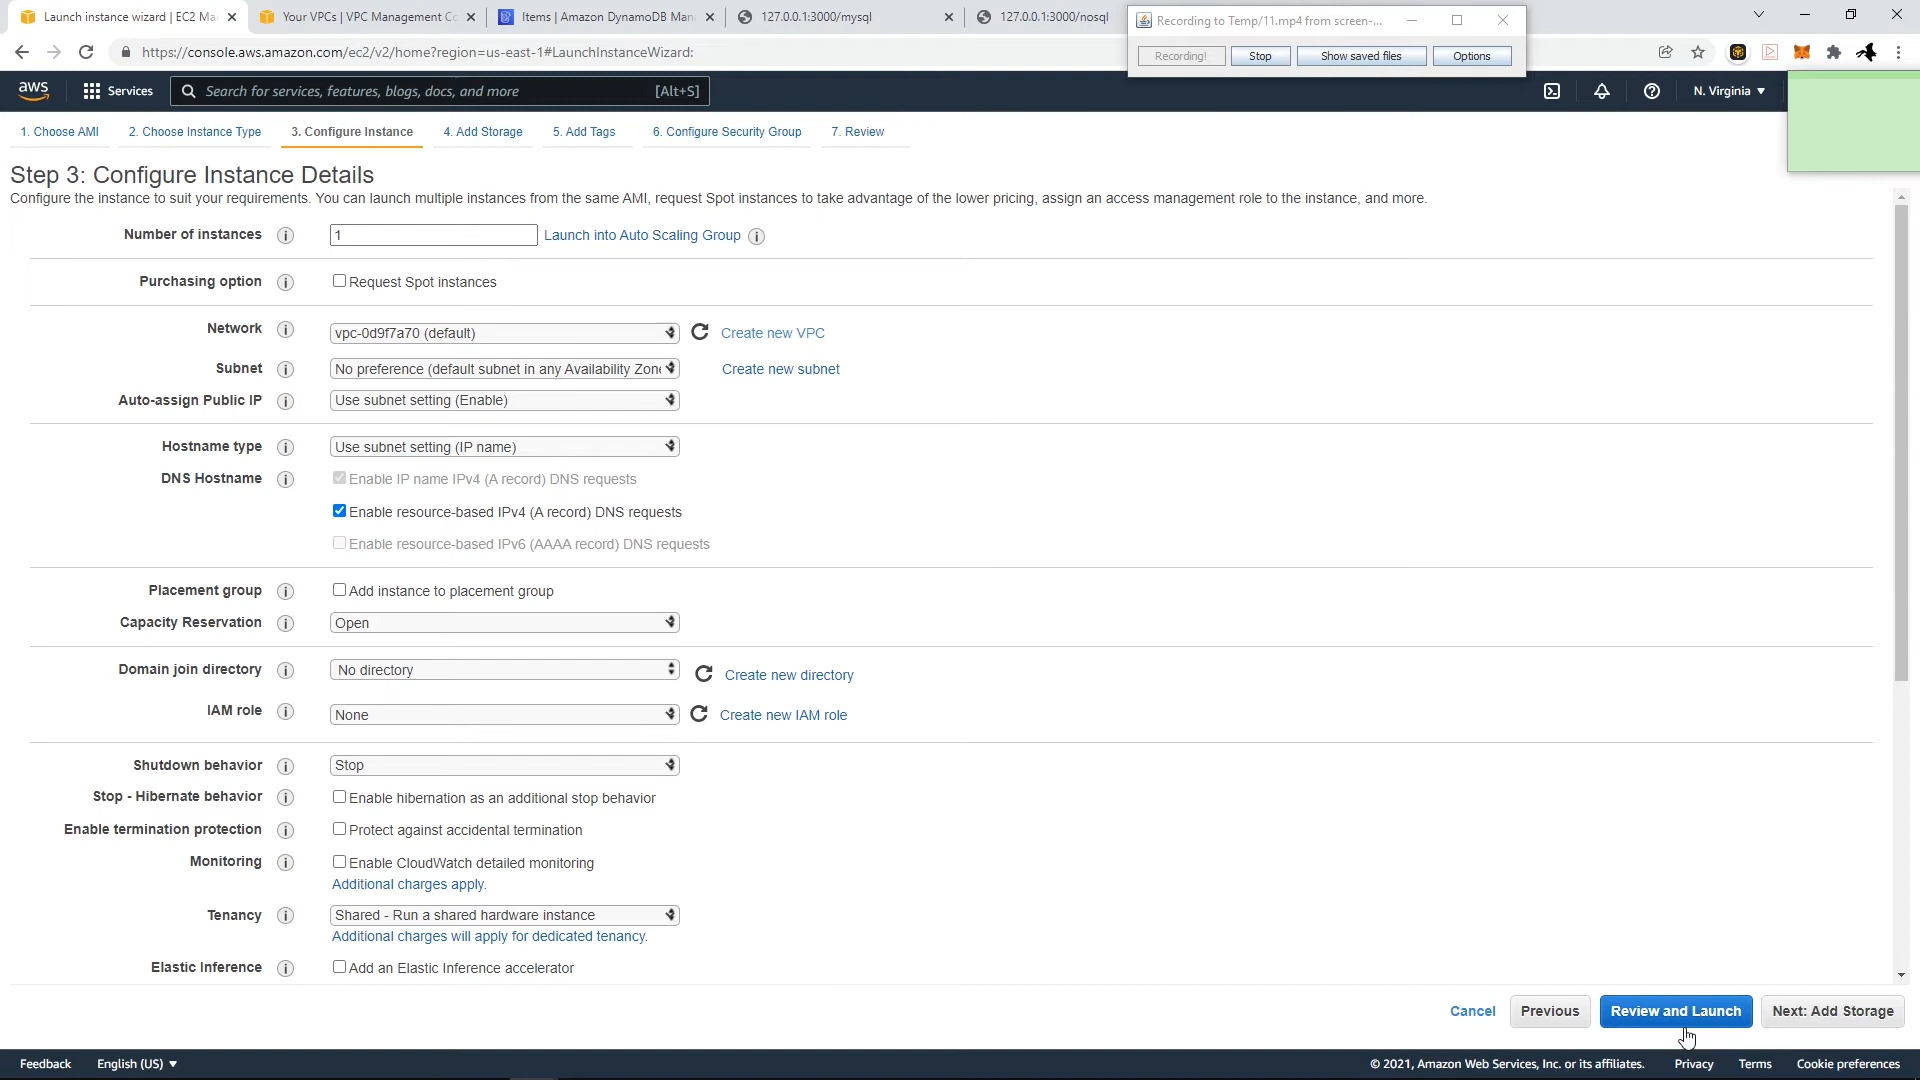 Launch instance wizard | EC2 Ma
Your VPCs | VPC Management Co
Items | Amazon DynamoDB Man
127.0.0.1:3000/mysql
127.0.0.1:3000/nosql
Recording to Temp/11.mp4 from screen-...
Recording!
Stop
Show saved files
Options
https://console.aws.amazon.com/ec2/v2/home?region=us-east-1#LaunchInstanceWizard:
aws
Services
Search for services, features, blogs, docs, and more
[Alt+S]
N. Virginia
1. Choose AMI
2. Choose Instance Type
3. Configure Instance
4. Add Storage
5. Add Tags
6. Configure Security Group
7. Review
Step 3: Configure Instance Details
Configure the instance to suit your requirements. You can launch multiple instances from the same AMI, request Spot instances to take advantage of the lower pricing, assign an access management role to the instance, and more.
Number of instances
1
Launch into Auto Scaling Group
Purchasing option
Request Spot instances
Network
vpc-0d9f7a70 (default)
Create new VPC
Subnet
No preference (default subnet in any Availability Zone
Create new subnet
Auto-assign Public IP
Use subnet setting (Enable)
Hostname type
Use subnet setting (IP name)
DNS Hostname
Enable IP name IPv4 (A record) DNS requests
Enable resource-based IPv4 (A record) DNS requests
Enable resource-based IPv6 (AAAA record) DNS requests
Placement group
Add instance to placement group
Capacity Reservation
Open
Domain join directory
No directory
Create new directory
IAM role
None
Create new IAM role
Shutdown behavior
Stop
Stop - Hibernate behavior
Enable hibernation as an additional stop behavior
Enable termination protection
Protect against accidental termination
Monitoring
Enable CloudWatch detailed monitoring
Additional charges apply.
Tenancy
Shared - Run a shared hardware instance
Additional charges will apply for dedicated tenancy.
Elastic Inference
Add an Elastic Inference accelerator
Cancel
Previous
Review and Launch
Next: Add Storage
Feedback
English (US)
© 2021, Amazon Web Services, Inc. or its affiliates.
Privacy
Terms
Cookie preferences